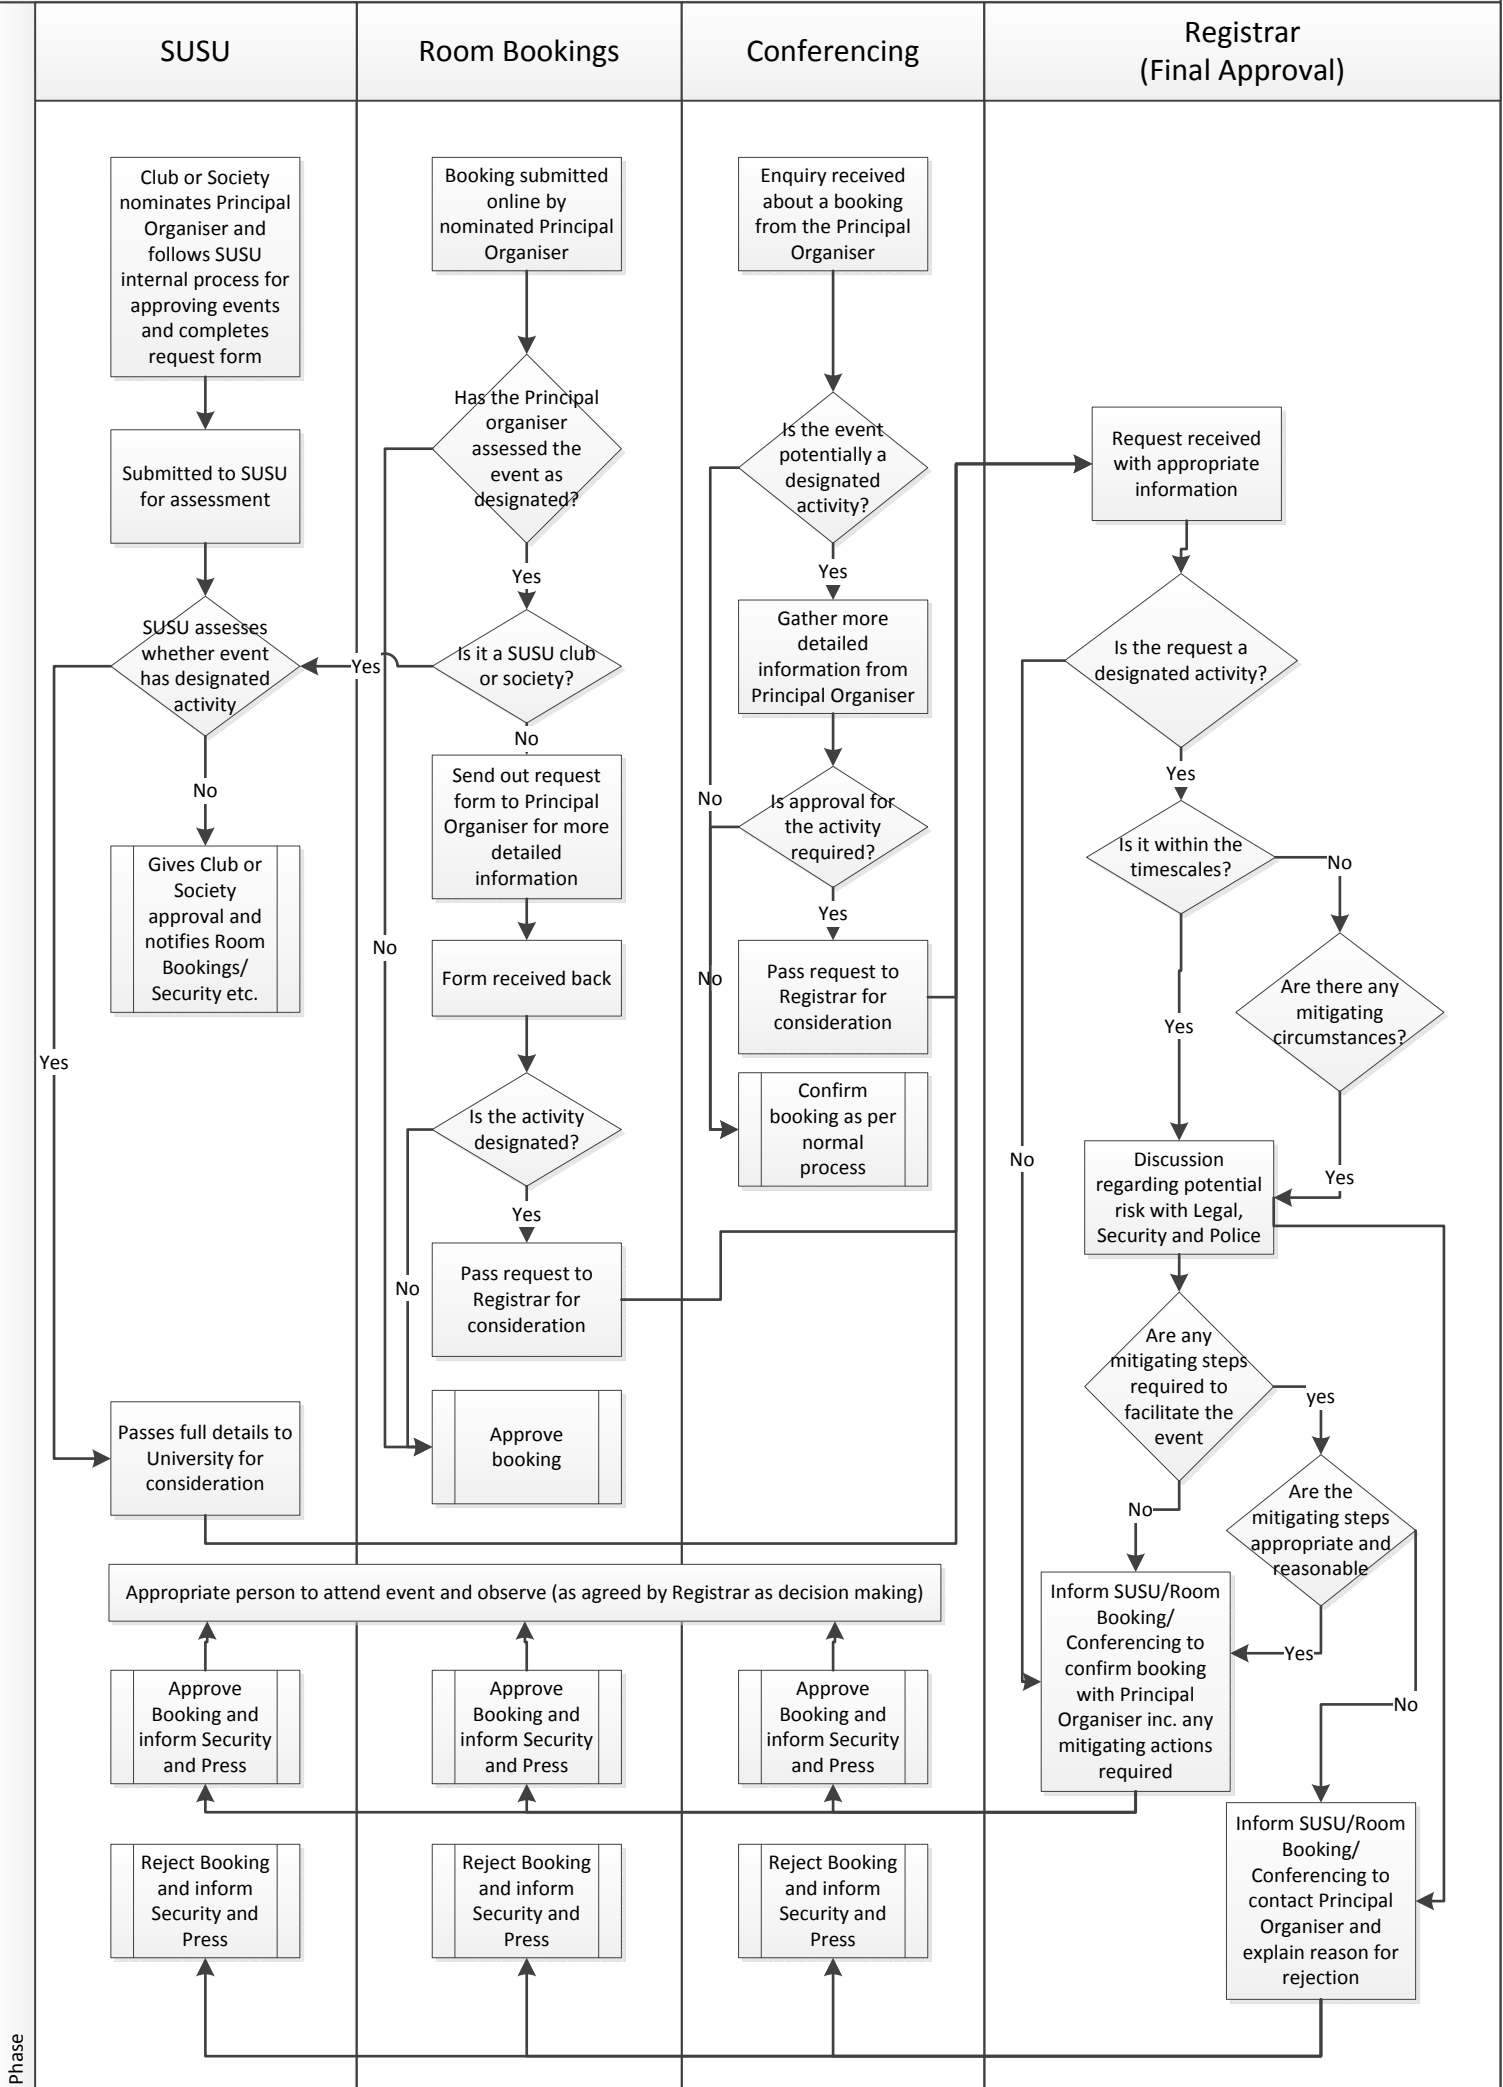 SUSU
Room Bookings
Conferencing
Registrar
(Final Approval)
Club or Society
nominates Principal
Organiser and
follows SUSU
internal process for
approving events
and completes
request form
Submitted to SUSU
for assessment
SUSU assesses
whether event
has designated
activity
No
Gives Club or
Society
approval and
notifies Room
Bookings/
Security etc.
Yes
Passes full details to
University for
consideration
Booking submitted
online by
nominated Principal
Organiser
Has the Principal
organiser
assessed the
event as
designated?
Yes
Is it a SUSU club
or society?
Yes
No
Send out request
form to Principal
Organiser for more
detailed
information
No
Form received back
Is the activity
designated?
Yes
No
Pass request to
Registrar for
consideration
Approve
booking
Enquiry received
about a booking
from the Principal
Organiser
Is the event
potentially a
designated
activity?
Yes
Gather more
detailed
information from
Principal Organiser
No
Is approval for
the activity
required?
Yes
No
Pass request to
Registrar for
consideration
Confirm
booking as per
normal
process
Request received
with appropriate
information
Is the request a
designated activity?
Yes
Is it within the
timescales?
No
Are there any
mitigating
circumstances?
Yes
Yes
No
Discussion
regarding potential
risk with Legal,
Security and Police
Are any
mitigating steps
required to
facilitate the
event
yes
No
Are the
mitigating steps
appropriate and
reasonable
Yes
No
Inform SUSU/Room
Booking/
Conferencing to
confirm booking
with Principal
Organiser inc. any
mitigating actions
required
Inform SUSU/Room
Booking/
Conferencing to
contact Principal
Organiser and
explain reason for
rejection
Appropriate person to attend event and observe (as agreed by Registrar as decision making)
Approve
Booking and
inform Security
and Press
Approve
Booking and
inform Security
and Press
Approve
Booking and
inform Security
and Press
Reject Booking
and inform
Security and
Press
Reject Booking
and inform
Security and
Press
Reject Booking
and inform
Security and
Press
Phase